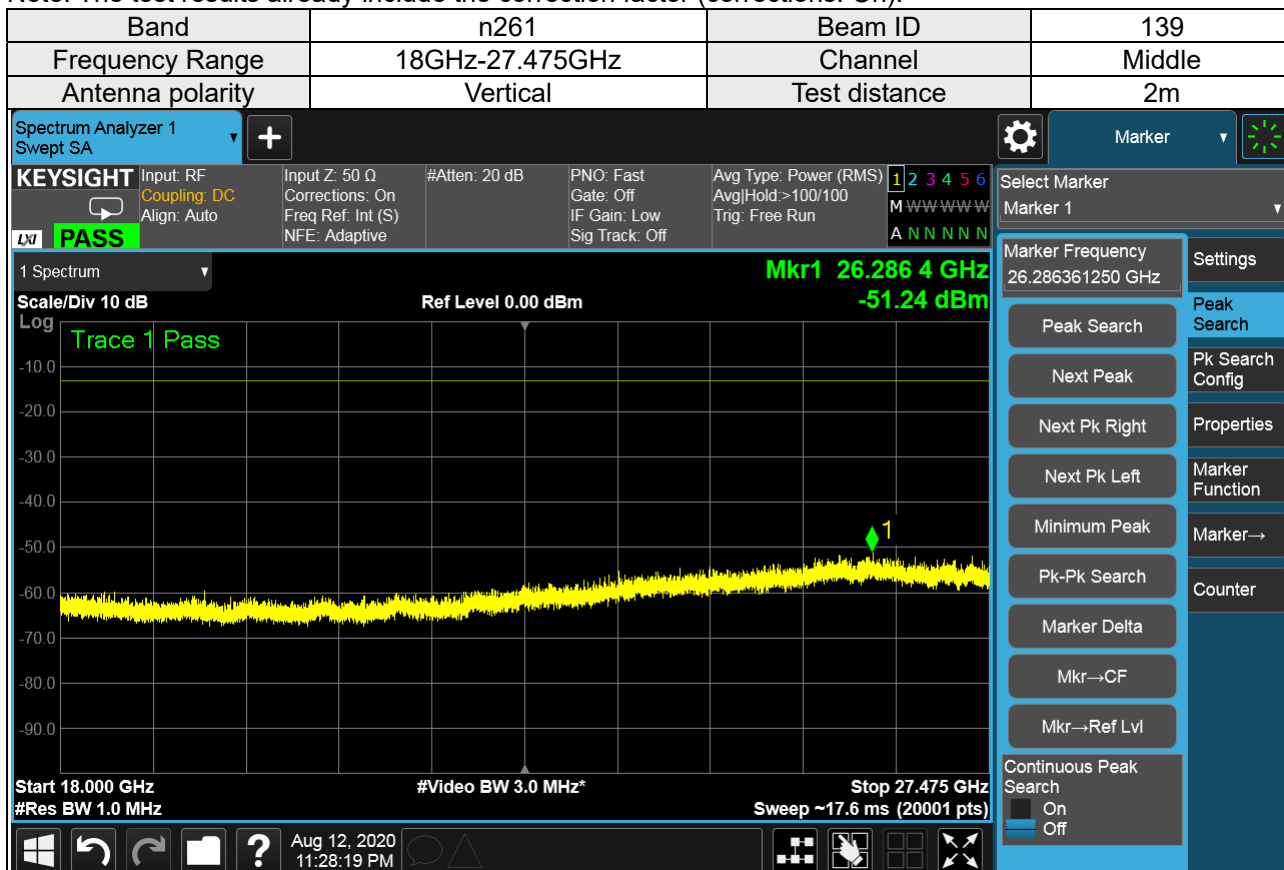 Note: The test results already include the correction factor (corrections: On).
Band n261 Beam ID 139
Frequency Range 18GHz-27.475GHz Channel Middle
Antenna polarity Vertical Test distance 2m
Spectrum Analyzer 1
Swept SA
+
Marker
KEYSIGHT
LXI PASS
Input: RF
Coupling: DC
Align: Auto
Input Z: 50 Ω
Corrections: On
Freq Ref: Int (S)
NFE: Adaptive
#Atten: 20 dB
PNO: Fast
Gate: Off
IF Gain: Low
Sig Track: Off
Avg Type: Power (RMS)
Avg|Hold:>100/100
Trig: Free Run
1 2 3 4 5 6
M W W W W W
A N N N N N
Select Marker
Marker 1
1 Spectrum
Mkr1 26.286 4 GHz
Scale/Div 10 dB
Ref Level 0.00 dBm
-51.24 dBm
Log
Trace 1 Pass
-10.0
-20.0
-30.0
-40.0
-50.0
-60.0
-70.0
-80.0
-90.0
1
Start 18.000 GHz
#Video BW 3.0 MHz*
Stop 27.475 GHz
#Res BW 1.0 MHz
Sweep ~17.6 ms (20001 pts)
Marker Frequency
26.286361250 GHz
Peak Search
Next Peak
Next Pk Right
Next Pk Left
Minimum Peak
Pk-Pk Search
Marker Delta
Mkr→CF
Mkr→Ref Lvl
Continuous Peak
Search
On
Off
Settings
Peak
Search
Pk Search
Config
Properties
Marker
Function
Marker→
Counter
?
Aug 12, 2020
11:28:19 PM